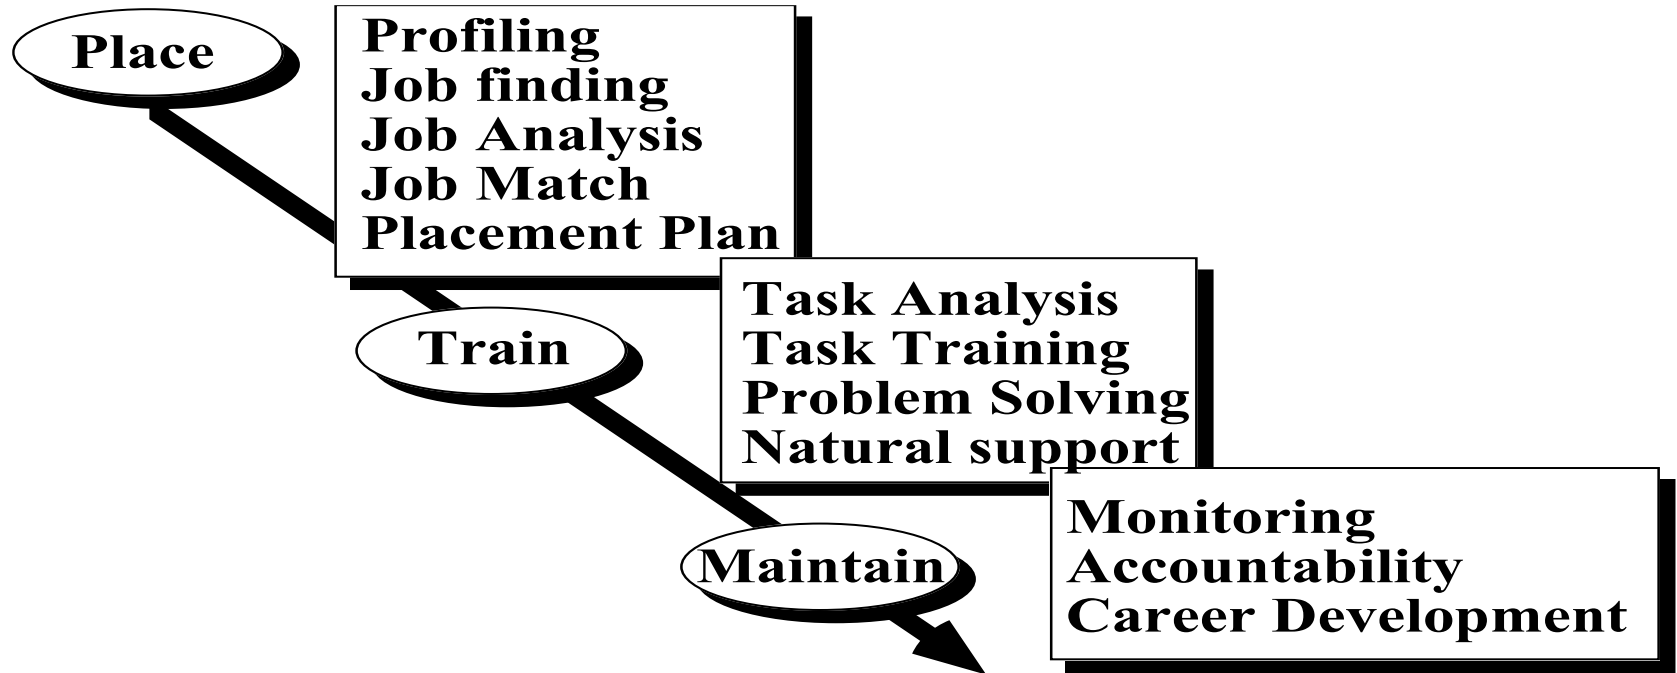 Place
Profiling
Job finding
Job Analysis
Job Match
Placement Plan
Train
Task Analysis
Task Training
Problem Solving
Natural support
Maintain
Monitoring
Accountability
Career Development